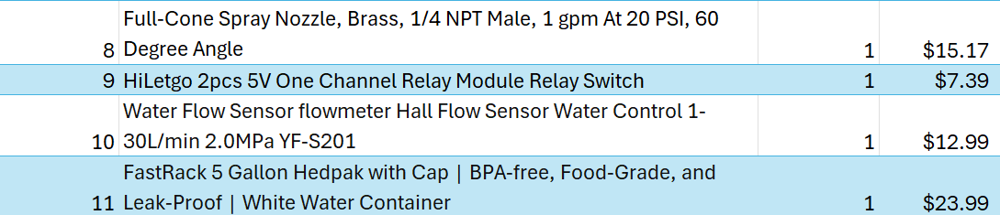 Full-Cone Spray Nozzle, Brass, 1/4 NPT Male, 1 gpm At 20 PSI, 60
8 Degree Angle 1 $15.17
9 HiLetgo 2pcs 5V One Channel Relay Module Relay Switch 1 $7.39
Water Flow Sensor flowmeter Hall Flow Sensor Water Control 1-
10 30L/min 2.0MPa YF-S201 1 $12.99
FastRack 5 Gallon Hedpak with Cap | BPA-free, Food-Grade, and
11 Leak-Proof | White Water Container 1 $23.99